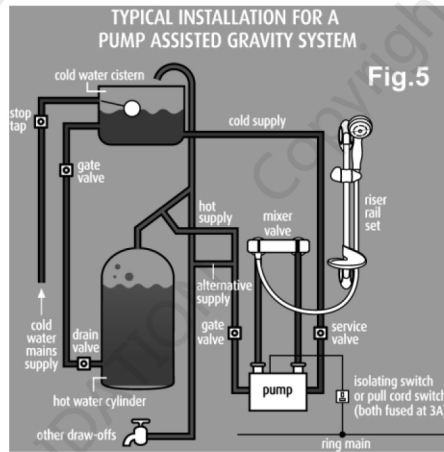 TYPICAL INSTALLATION FOR A
PUMP ASSISTED GRAVITY SYSTEM
Fig.5
cold water cistern
stop
tap
cold supply
gate
valve
riser
rail
set
hot
supply
mixer
valve
alternative
supply
cold
water
mains
supply
drain
valve
gate
valve
service
valve
hot water cylinder
pump
isolating switch
or pull cord switch
(both fused at 3A)
other draw-offs
ring main
Copyright